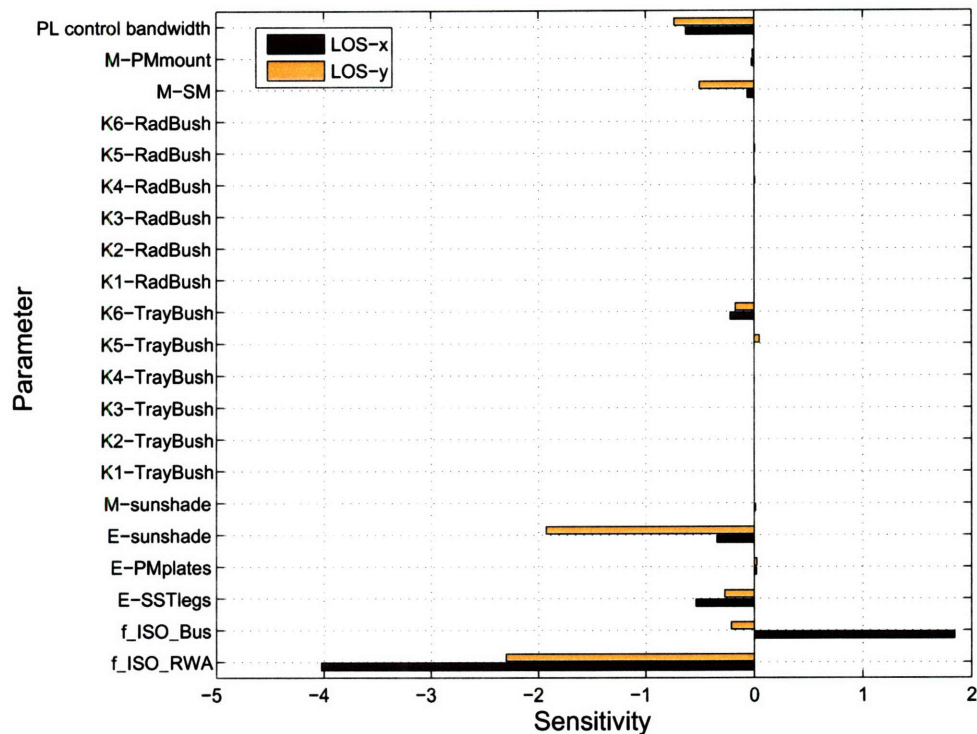 PL control bandwidth
M−PMmount
M−SM
K6−RadBush
K5−RadBush
K4−RadBush
K3−RadBush
K2−RadBush
K1−RadBush
K6−TrayBush
K5−TrayBush
K4−TrayBush
K3−TrayBush
K2−TrayBush
K1−TrayBush
M−sunshade
E−sunshade
E−PMplates
E−SSTlegs
f_ISO_Bus
f_ISO_RWA
Parameter
LOS−x
LOS−y
−5 −4 −3 −2 −1 0 1 2
Sensitivity